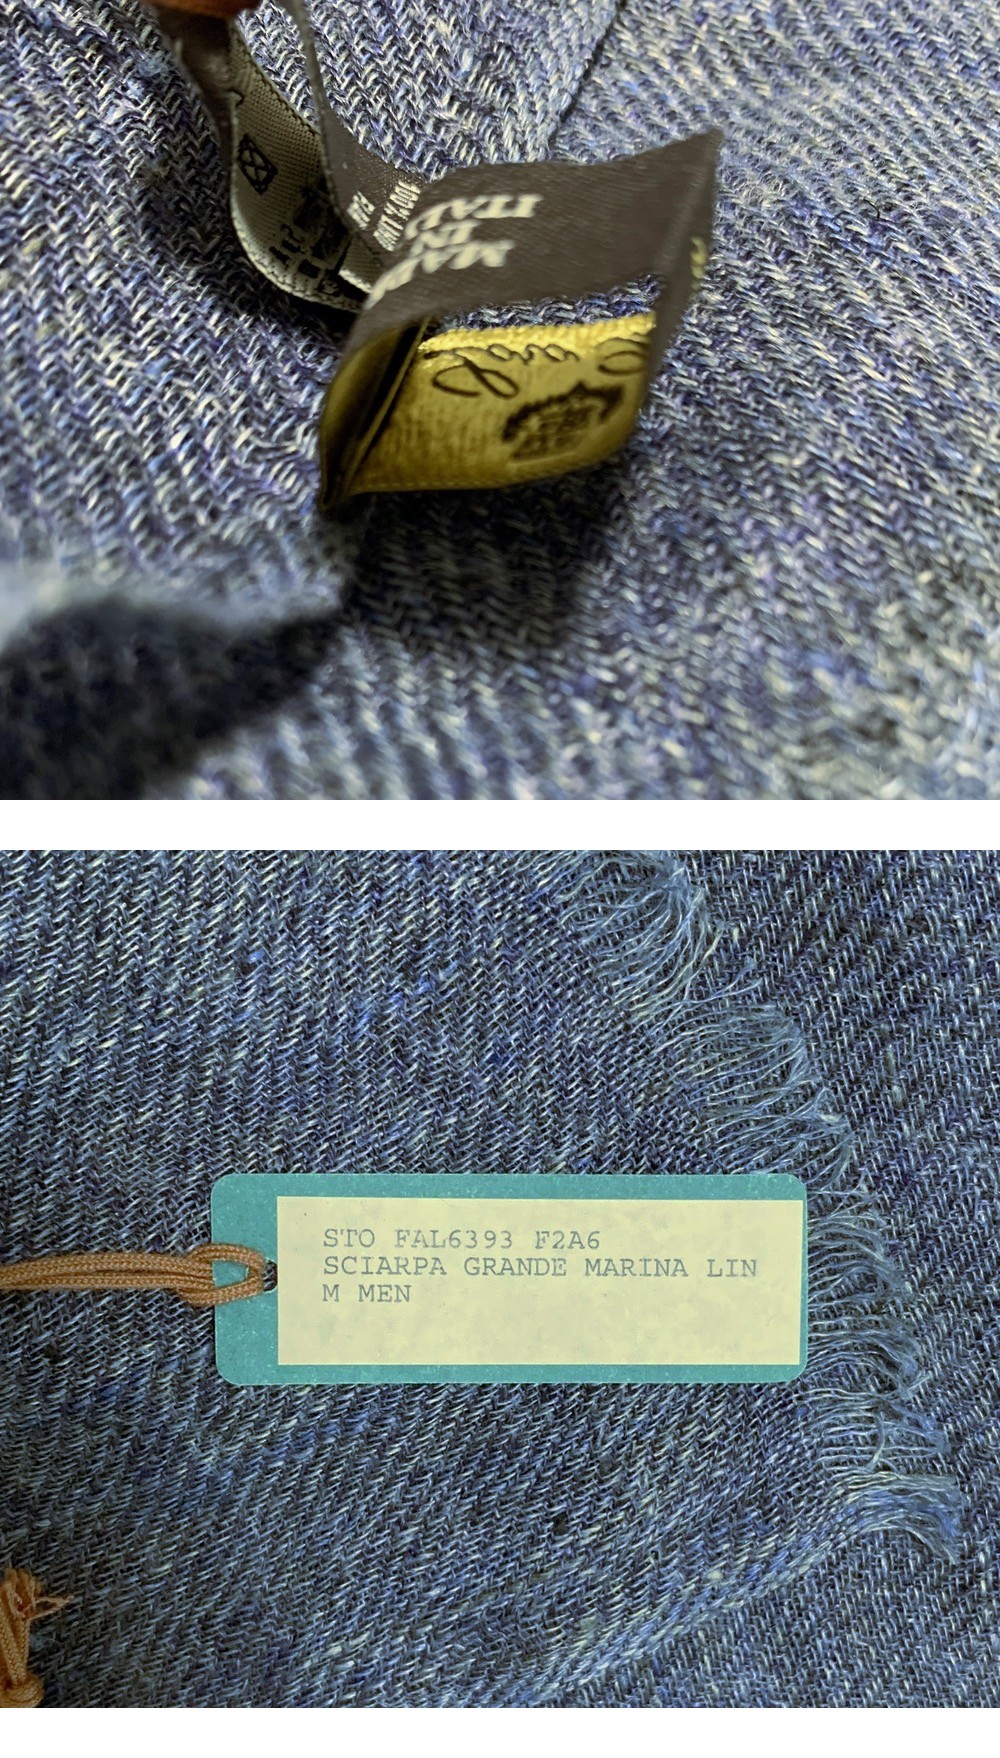 MADE
IN
ITALY
STO FAL6393 F2A6
SCIARPA GRANDE MARINA LIN
M MEN